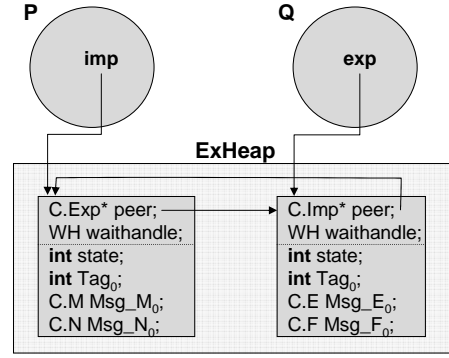 P
Q
imp
exp
ExHeap
C.Exp* peer;
WH waithandle;
int state;
int Tag₀;
C.M Msg_M₀;
C.N Msg_N₀;
C.Imp* peer;
WH waithandle;
int state;
int Tag₀;
C.E Msg_E₀;
C.F Msg_F₀;